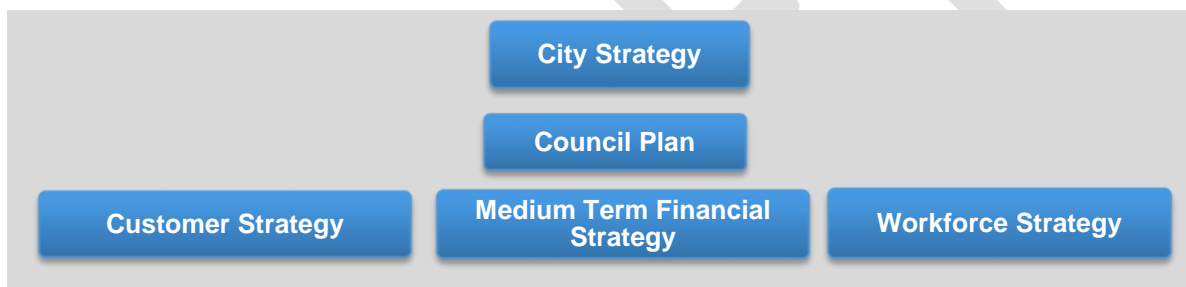 City Strategy
Council Plan
Customer Strategy
Medium Term Financial
Strategy
Workforce Strategy